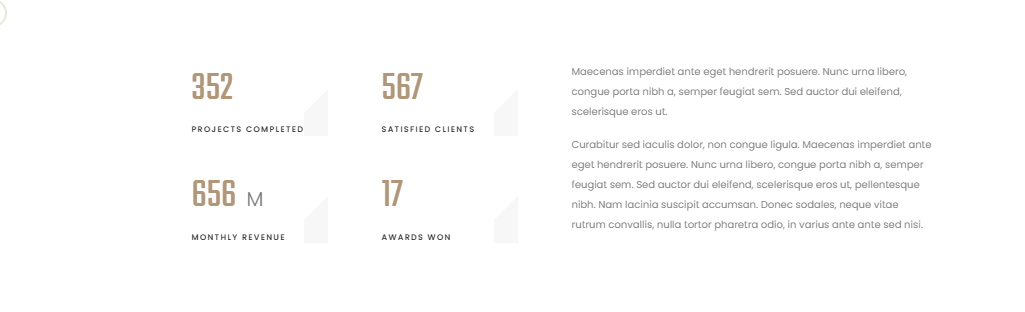 352
PROJECTS COMPLETED
567
SATISFIED CLIENTS
656 M
MONTHLY REVENUE
17
AWARDS WON
Maecenas imperdiet ante eget hendrerit posuere. Nunc urna libero,
congue porta nibh a, semper feugiat sem. Sed auctor dui eleifend,
scelerisque eros ut.
Curabitur sed iaculis dolor, non congue ligula. Maecenas imperdiet ante
eget hendrerit posuere. Nunc urna libero, congue porta nibh a, semper
feugiat sem. Sed auctor dui eleifend, scelerisque eros ut, pellentesque
nibh. Nam lacinia suscipit accumsan. Donec sodales, neque vitae
rutrum convallis, nulla tortor pharetra odio, in varius ante ante sed nisi.